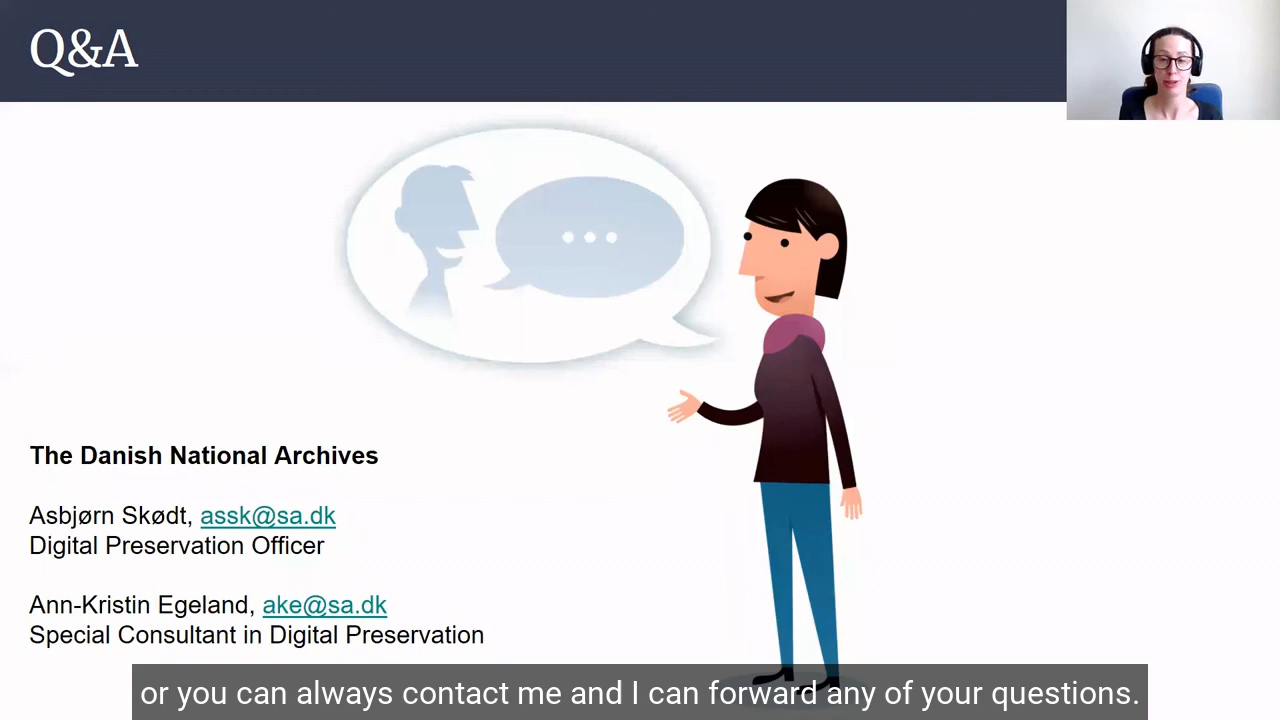 Q&A
The Danish National Archives
Asbjørn Skødt, assk@sa.dk
Digital Preservation Officer
Ann-Kristin Egeland, ake@sa.dk
Special Consultant in Digital Preservation
or you can always contact me and I can forward any of your questions.